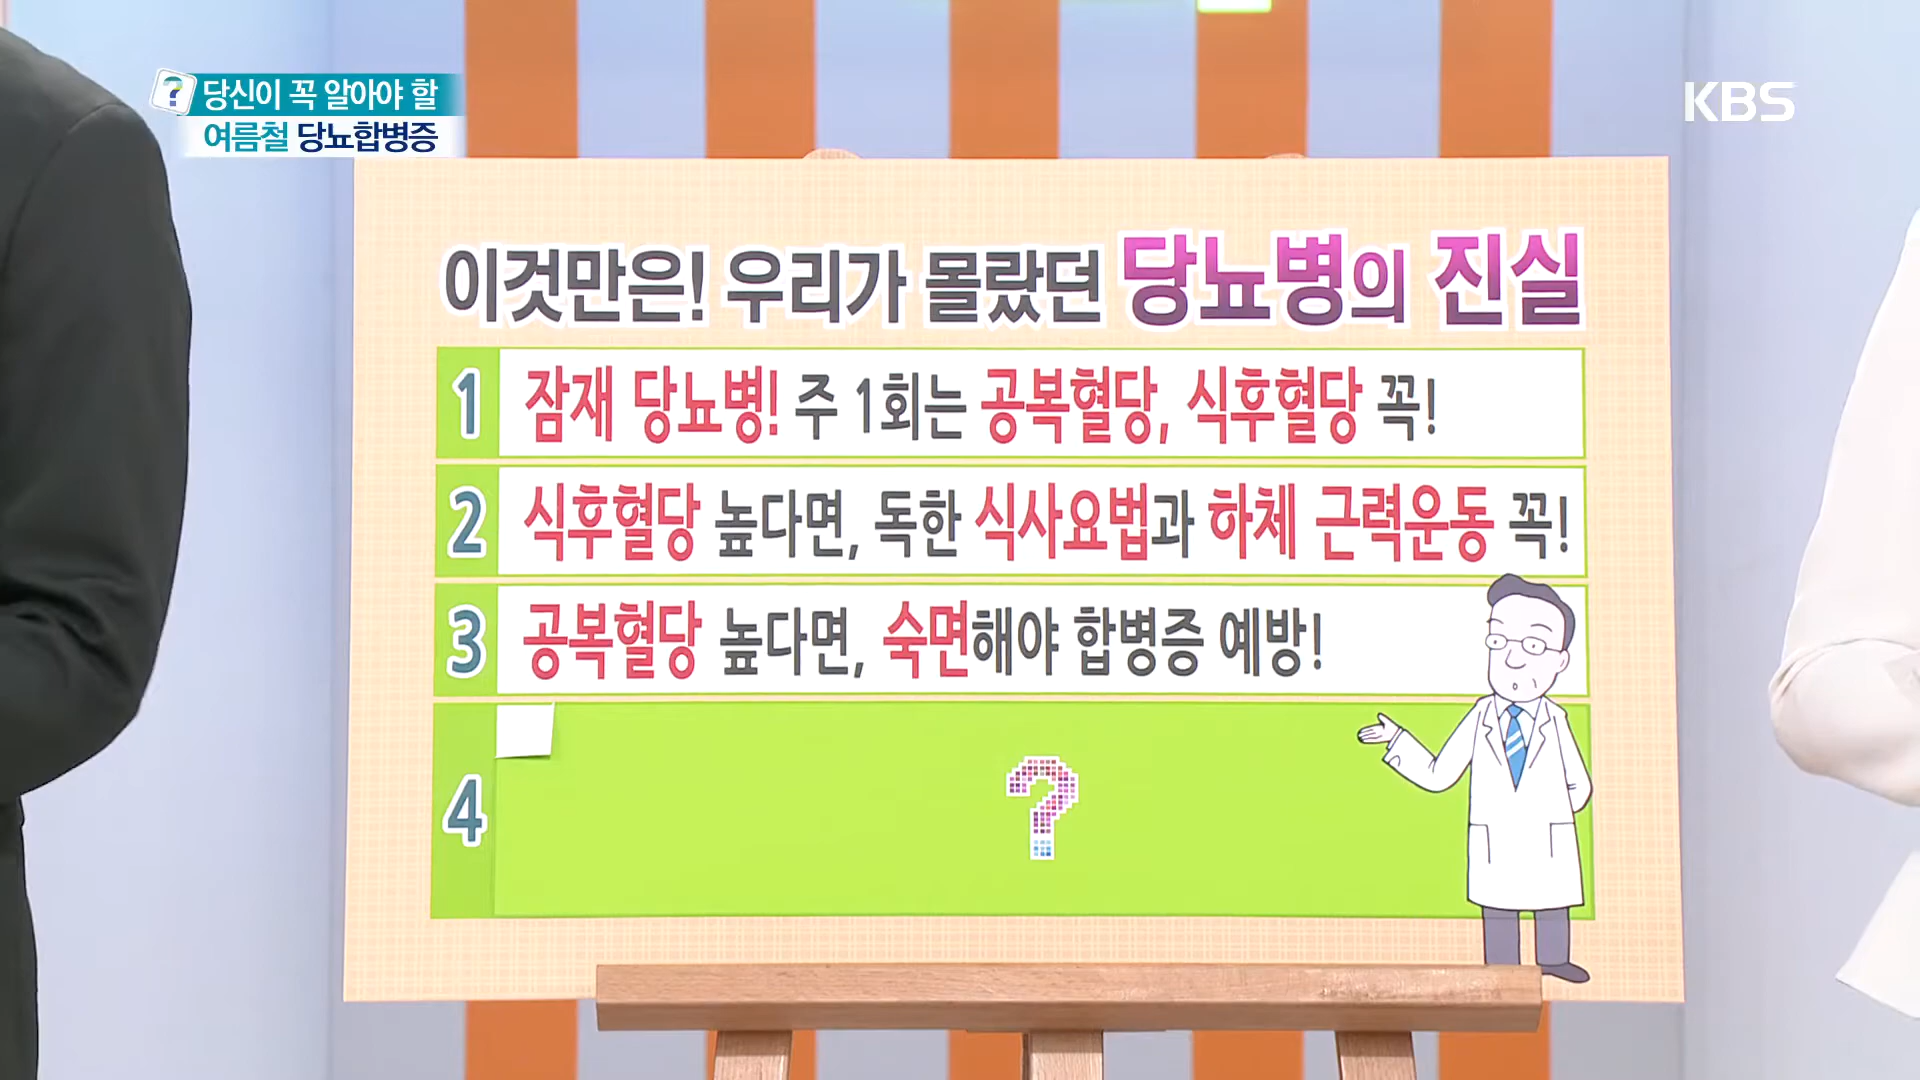 당신이 꼭 알아야 할
여름철 당뇨합병증
KBS
이것만은! 우리가 몰랐던 당뇨병의 진실
1 잠재 당뇨병! 주 1회는 공복혈당, 식후혈당 꼭!
2 식후혈당 높다면, 독한 식사요법과 하체 근력운동 꼭!
3 공복혈당 높다면, 숙면해야 합병증 예방!
4 ?